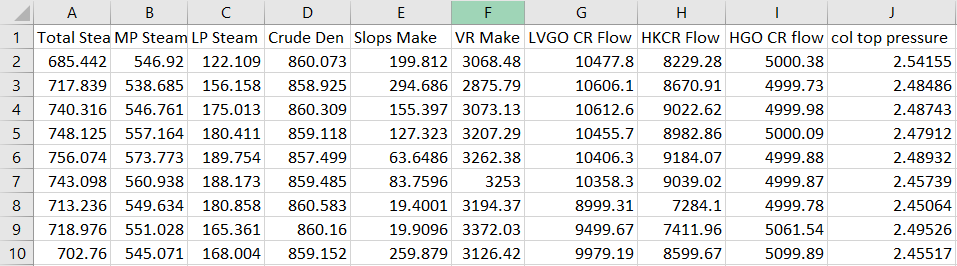 A B C D E F G H I J
1 Total Stea MP Steam LP Steam Crude Den Slops Make VR Make LVGO CR Flow HKCR Flow HGO CR flow col top pressure
2 685.442 546.92 122.109 860.073 199.812 3068.48 10477.8 8229.28 5000.38 2.54155
3 717.839 538.685 156.158 858.925 294.686 2875.79 10606.1 8670.91 4999.73 2.48486
4 740.316 546.761 175.013 860.309 155.397 3073.13 10612.6 9022.62 4999.98 2.48743
5 748.125 557.164 180.411 859.118 127.323 3207.29 10455.7 8982.86 5000.09 2.47912
6 756.074 573.773 189.754 857.499 63.6486 3262.38 10406.3 9184.07 4999.88 2.48932
7 743.098 560.938 188.173 859.485 83.7596 3253 10358.3 9039.02 4999.87 2.45739
8 713.236 549.634 180.858 860.583 19.4001 3194.37 8999.31 7284.1 4999.78 2.45064
9 718.976 551.028 165.361 860.16 19.9096 3372.03 9499.67 7411.96 5061.54 2.49526
10 702.76 545.071 168.004 859.152 259.879 3126.42 9979.19 8599.67 5099.89 2.45517